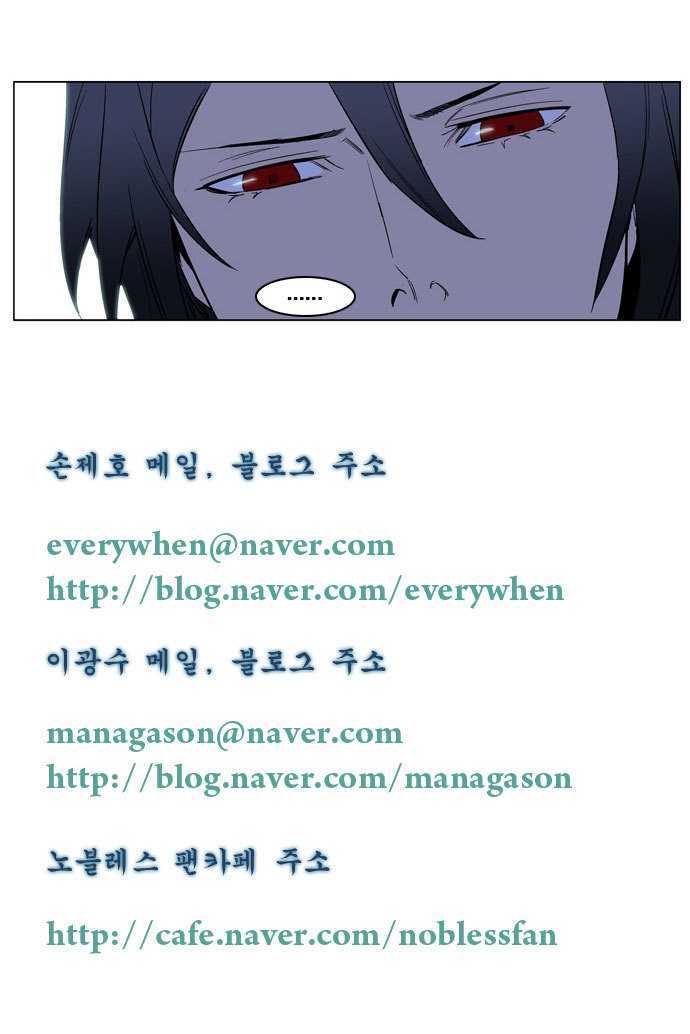 ......
손제호 메일, 블로그 주소
everywhen@naver.com
http://blog.naver.com/everywhen
이광수 메일, 블로그 주소
managason@naver.com
http://blog.naver.com/managason
노블레스 팬카페 주소
http://cafe.naver.com/noblessfan